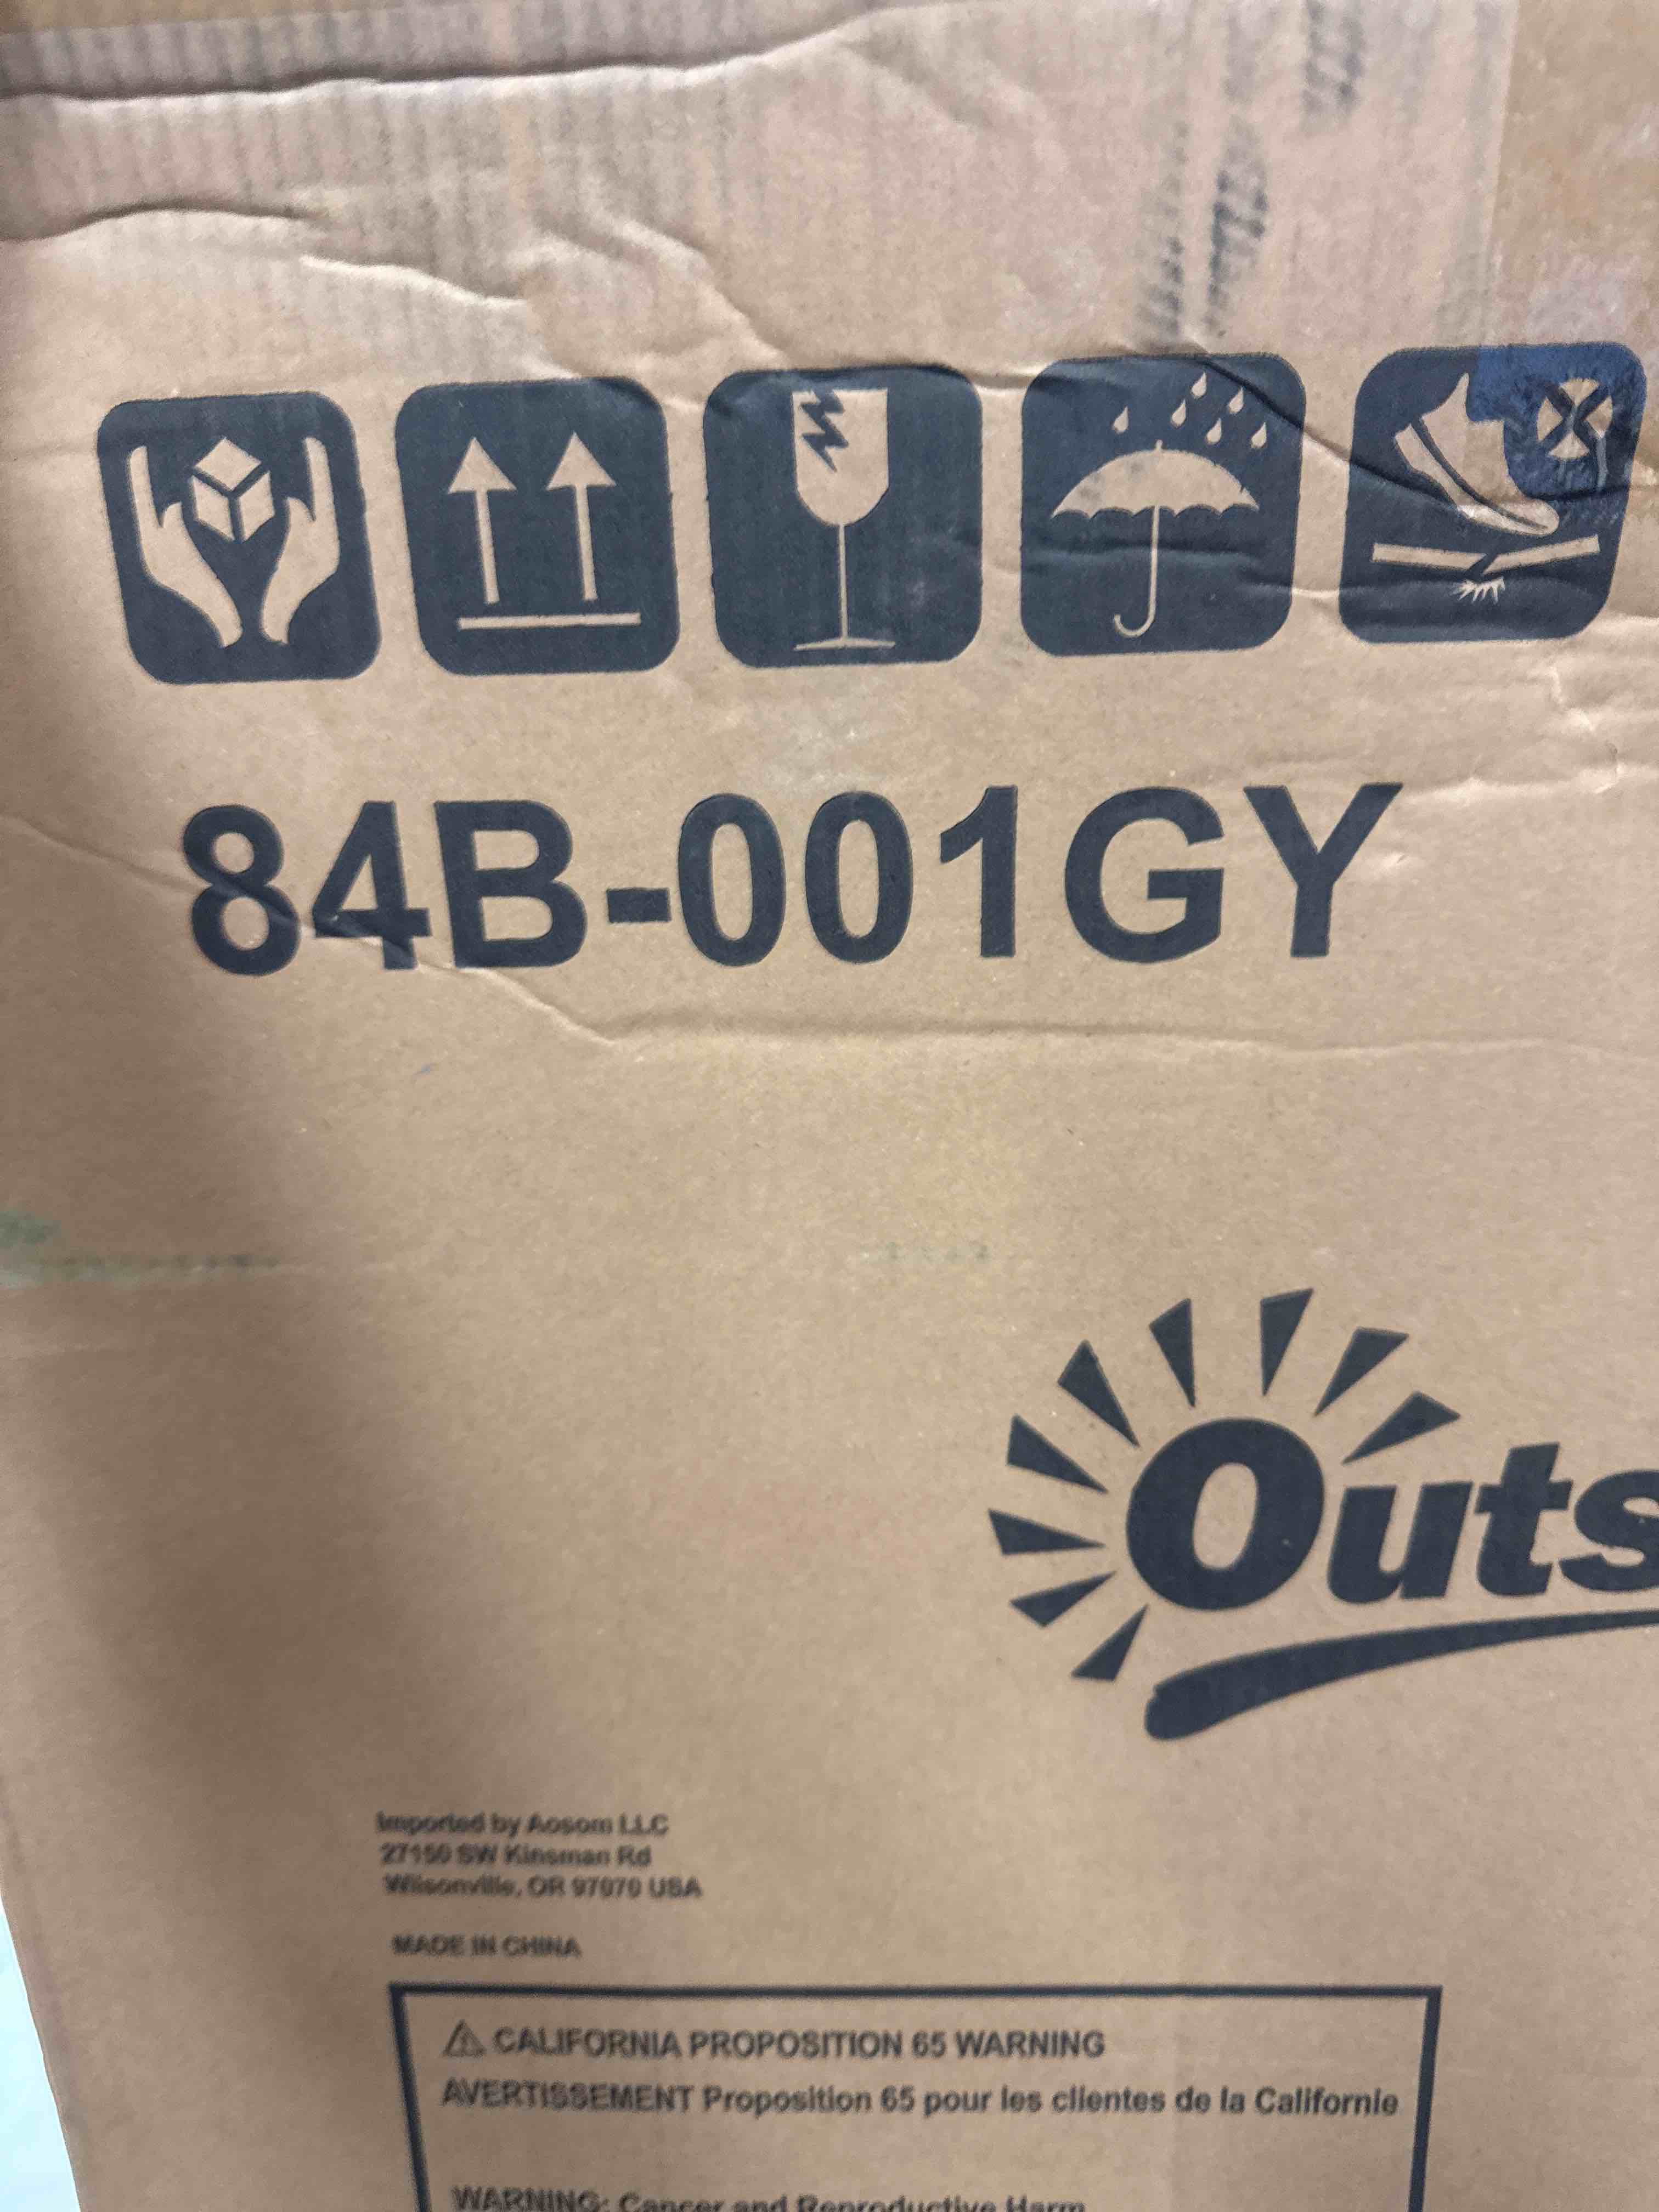 84B-001GY
Outs
Imported by Aosom LLC
27150 SW Kinsman Rd
Wilsonville, OR 97070 USA
MADE IN CHINA
CALIFORNIA PROPOSITION 65 WARNING
AVERTISSEMENT Proposition 65 pour les clientes de la Californie
WARNING: Cancer and Reproductive Harm